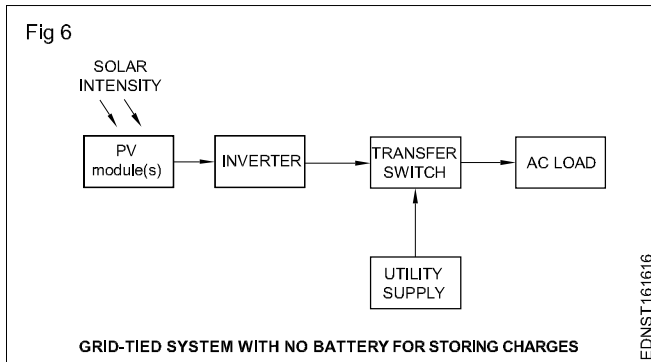 Fig 6
SOLAR
INTENSITY
PV
module(s)
INVERTER
TRANSFER
SWITCH
AC LOAD
UTILITY
SUPPLY
GRID-TIED SYSTEM WITH NO BATTERY FOR STORING CHARGES
EDNST161616